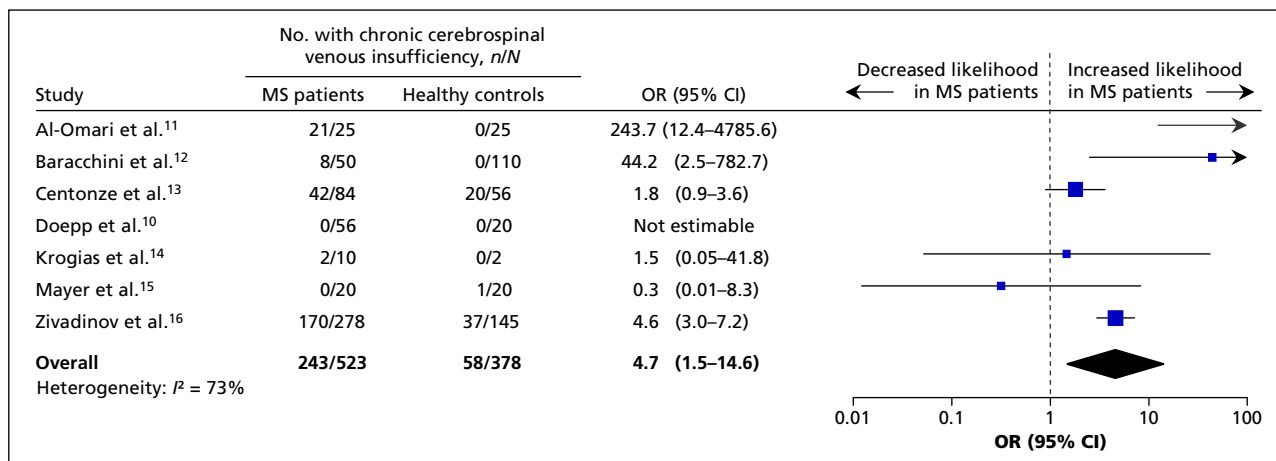 No. with chronic cerebrospinal
venous insufficiency, n/N
Decreased likelihood
in MS patients
Increased likelihood
in MS patients
Study MS patients Healthy controls OR (95% CI)
Al-Omari et al.¹¹ 21/25 0/25 243.7 (12.4–4785.6)
Baracchini et al.¹² 8/50 0/110 44.2 (2.5–782.7)
Centonze et al.¹³ 42/84 20/56 1.8 (0.9–3.6)
Doepp et al.¹⁰ 0/56 0/20 Not estimable
Krogias et al.¹⁴ 2/10 0/2 1.5 (0.05–41.8)
Mayer et al.¹⁵ 0/20 1/20 0.3 (0.01–8.3)
Zivadinov et al.¹⁶ 170/278 37/145 4.6 (3.0–7.2)
Overall 243/523 58/378 4.7 (1.5–14.6)
Heterogeneity: I² = 73%
0.01 0.1 1 10 100
OR (95% CI)